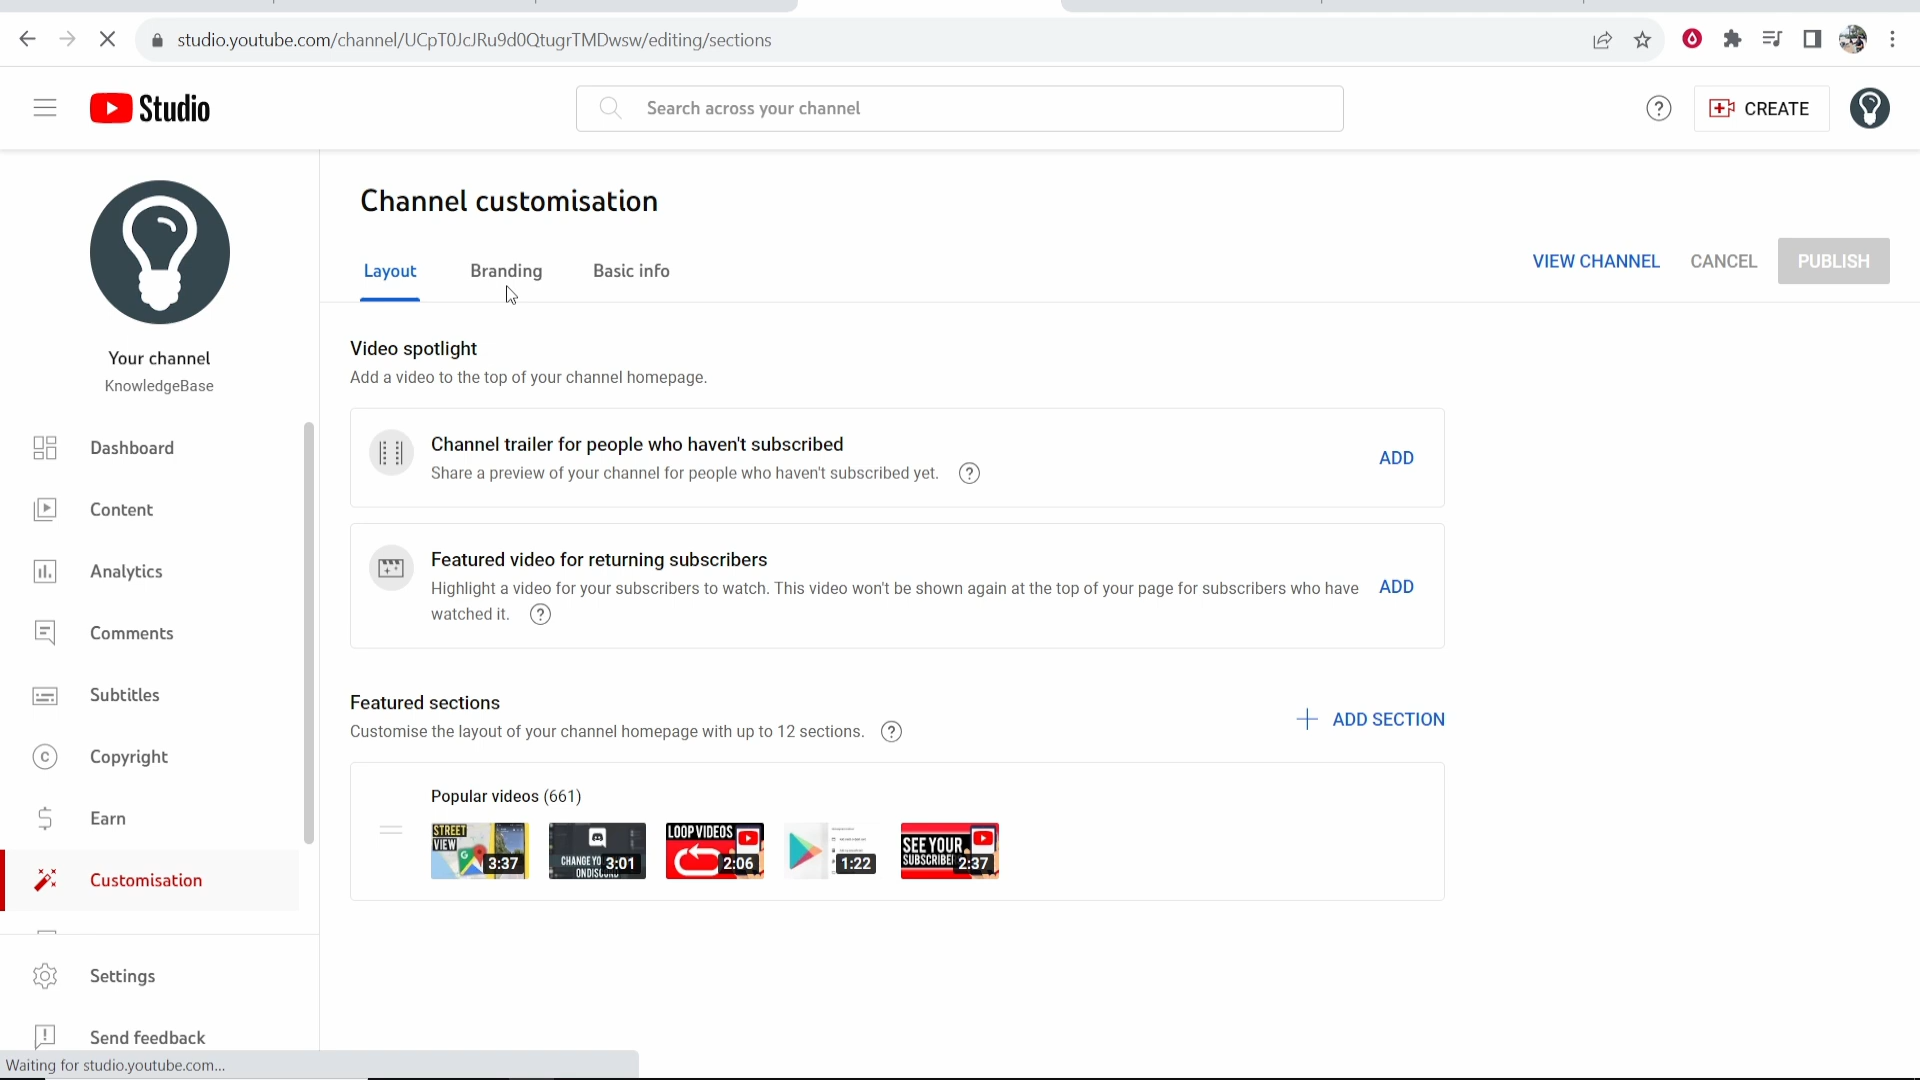 studio.youtube.com/channel/UCpT0JcJRu9d0QtugrTMDwsw/editing/sections
Studio
Search across your channel
CREATE
Channel customisation
Layout
Branding
Basic info
VIEW CHANNEL
CANCEL
PUBLISH
Your channel
KnowledgeBase
Dashboard
Content
Analytics
Comments
Subtitles
Copyright
Earn
Customisation
Settings
Send feedback
Video spotlight
Add a video to the top of your channel homepage.
Channel trailer for people who haven't subscribed
Share a preview of your channel for people who haven't subscribed yet.
ADD
Featured video for returning subscribers
Highlight a video for your subscribers to watch. This video won't be shown again at the top of your page for subscribers who have
watched it.
ADD
Featured sections
Customise the layout of your channel homepage with up to 12 sections.
ADD SECTION
Popular videos (661)
STREET
VIEW
3:37
CHANGE YO
3:01
LOOP VIDEOS
2:06
1:22
SEE YOUR
SUBSCRIBE
2:37
Waiting for studio.youtube.com...